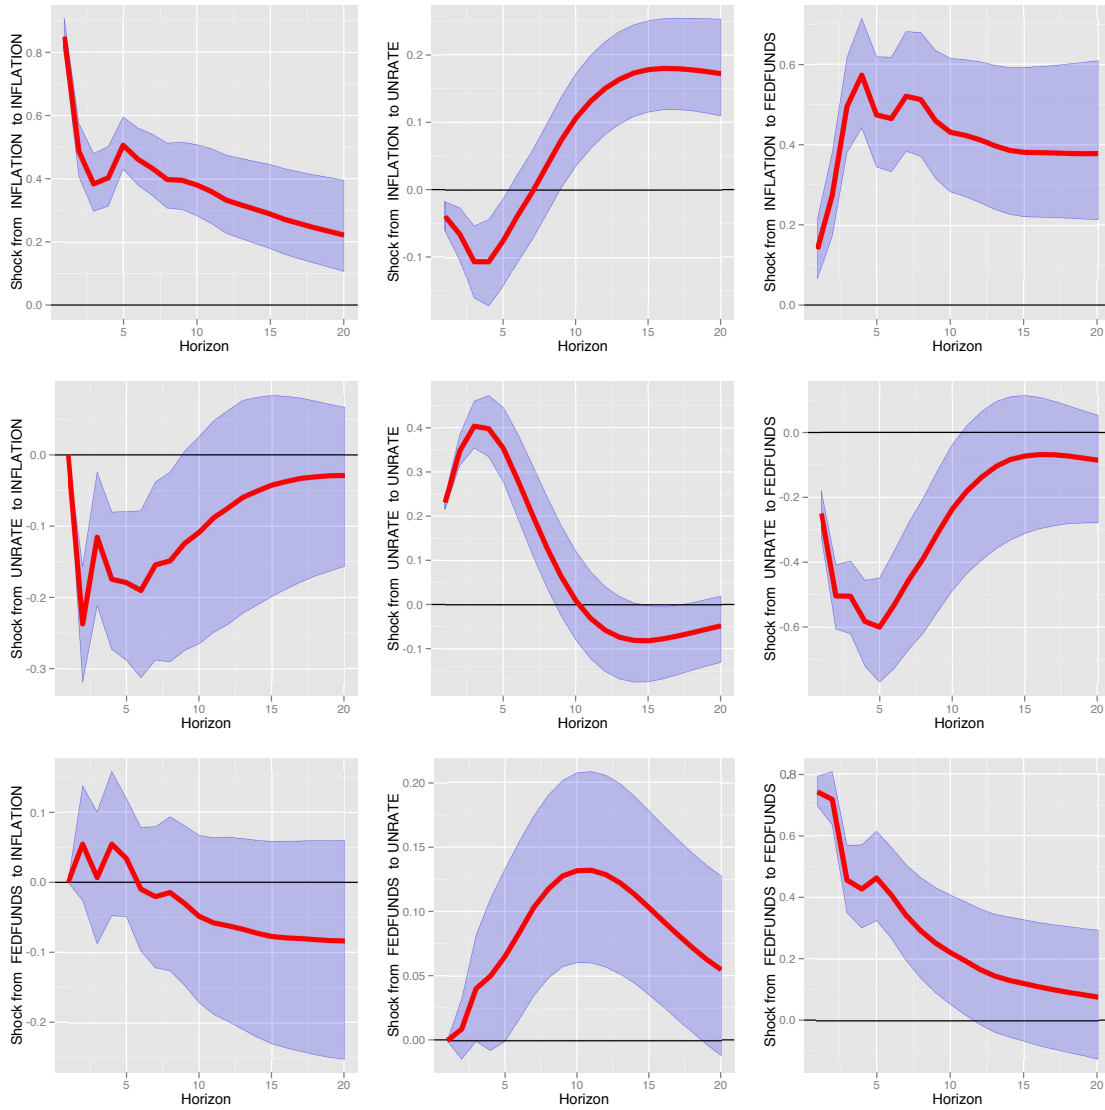 Shock from INFLATION to INFLATION
0.8
0.6
0.4
0.2
0.0
5 10 15 20
Horizon
Shock from INFLATION to UNRATE
0.2
0.1
0.0
-0.1
5 10 15 20
Horizon
Shock from INFLATION to FEDFUNDS
0.6
0.4
0.2
0.0
5 10 15 20
Horizon
Shock from UNRATE to INFLATION
0.0
-0.1
-0.2
-0.3
5 10 15 20
Horizon
Shock from UNRATE to UNRATE
0.4
0.3
0.2
0.1
0.0
-0.1
5 10 15 20
Horizon
Shock from UNRATE to FEDFUNDS
0.0
-0.2
-0.4
-0.6
5 10 15 20
Horizon
Shock from FEDFUNDS to INFLATION
0.1
0.0
-0.1
-0.2
5 10 15 20
Horizon
Shock from FEDFUNDS to UNRATE
0.20
0.15
0.10
0.05
0.00
5 10 15 20
Horizon
Shock from FEDFUNDS to FEDFUNDS
0.8
0.6
0.4
0.2
0.0
5 10 15 20
Horizon